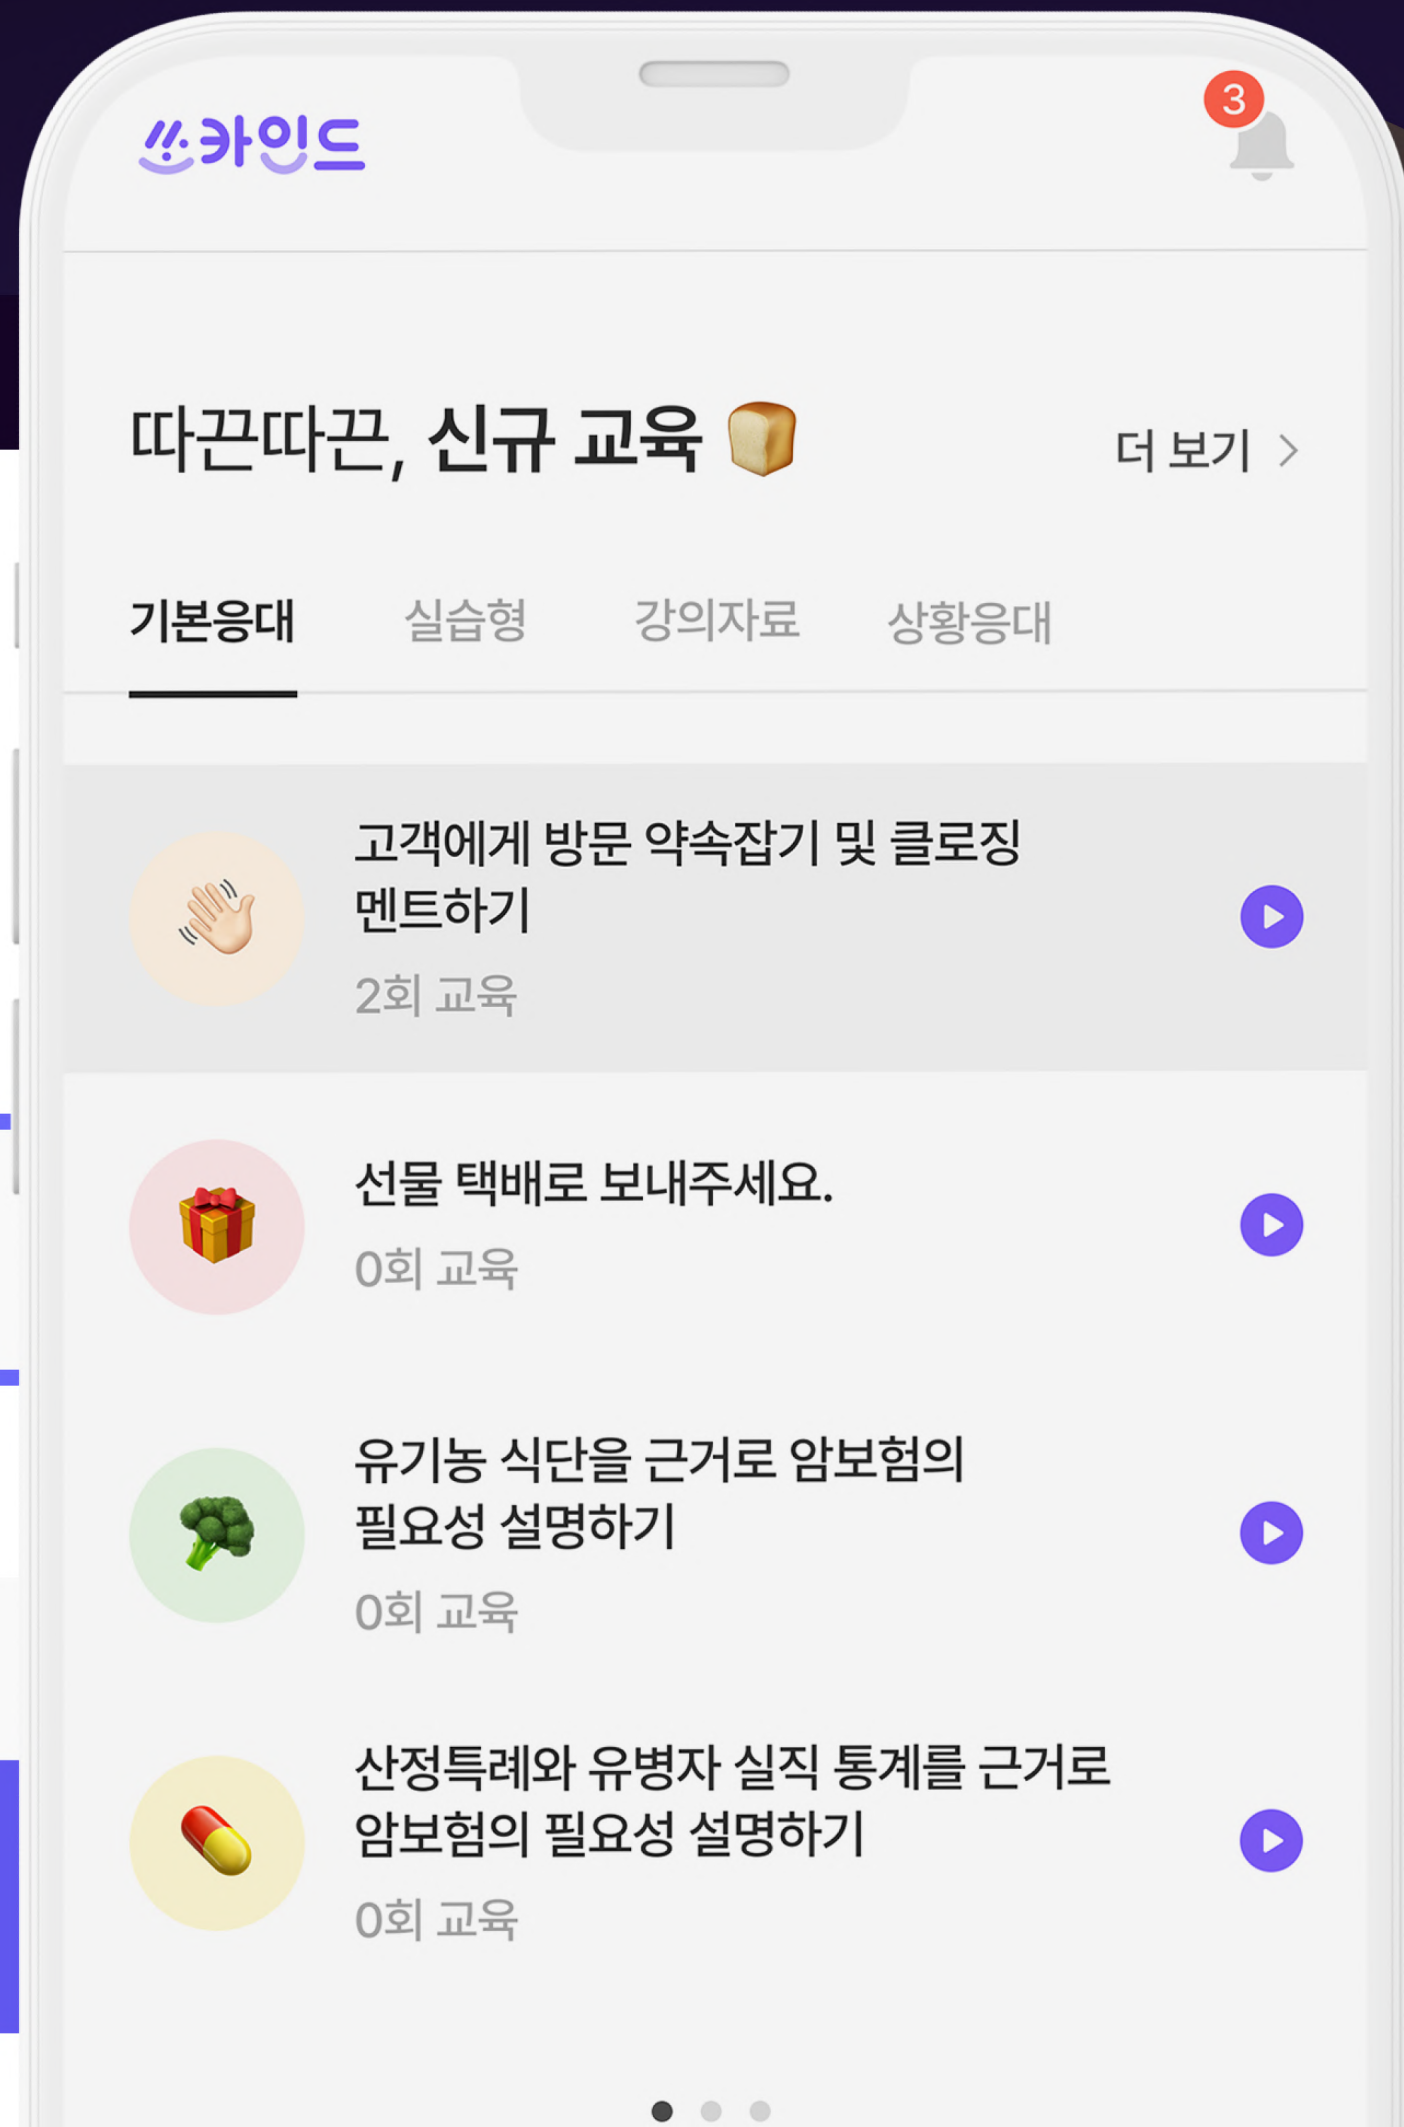 쏘카인드
3
따끈따끈, 신규 교육
더 보기
기본응대 실습형 강의자료 상황응대
고객에게 방문 약속잡기 및 클로징
멘트하기
2회 교육
선물 택배로 보내주세요.
0회 교육
유기농 식단을 근거로 암보험의
필요성 설명하기
0회 교육
산정특례와 유병자 실직 통계를 근거로
암보험의 필요성 설명하기
0회 교육